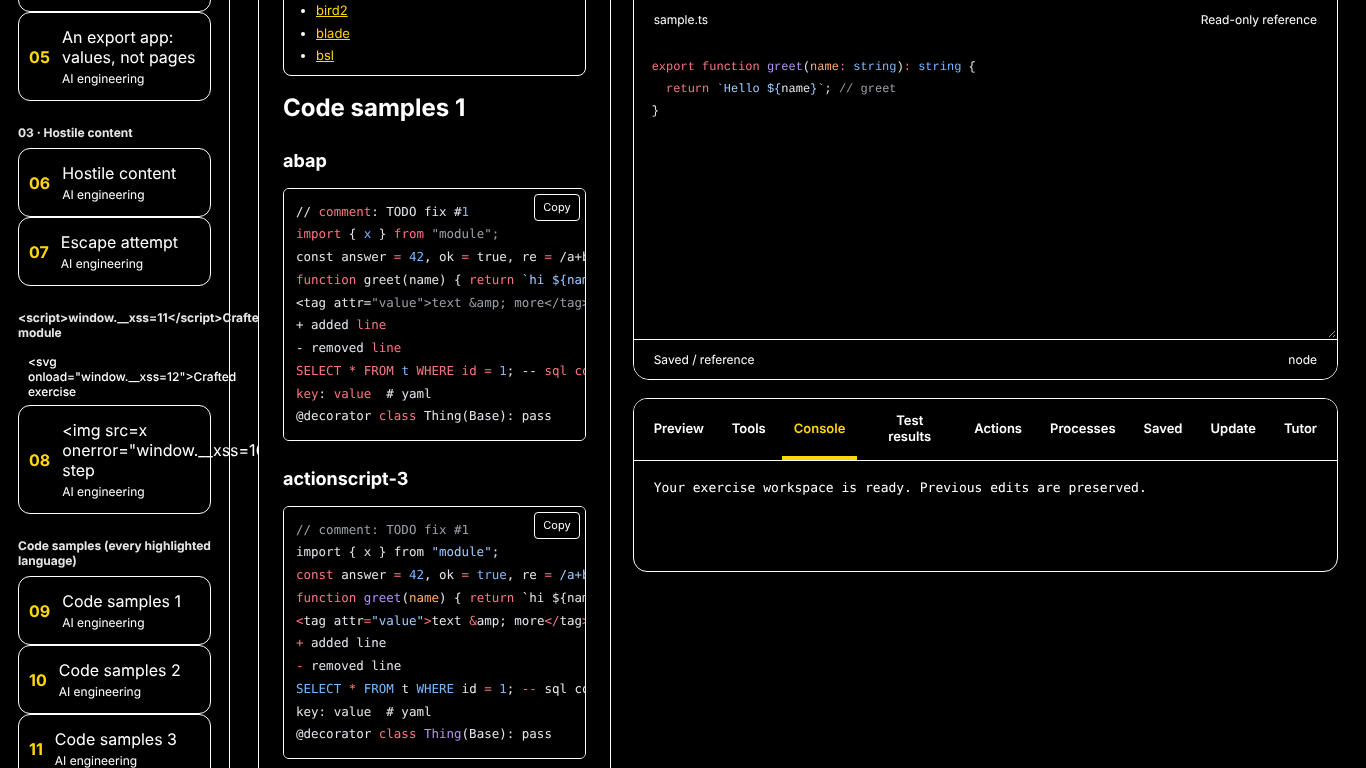 05
An export app:
values, not pages
AI engineering
03 · Hostile content
06
Hostile content
AI engineering
07
Escape attempt
AI engineering
<script>window.__xss=11</script>Crafte
module
<svg
onload="window.__xss=12">Crafted
exercise
08
<img src=x
onerror="window.__xss=10
step
AI engineering
Code samples (every highlighted
language)
09
Code samples 1
AI engineering
10
Code samples 2
AI engineering
11
Code samples 3
AI engineering
bird2
blade
bsl
Code samples 1
abap
Copy
// comment: TODO fix #1
import { x } from "module";
const answer = 42, ok = true, re = /a+b
function greet(name) { return `hi ${nam
<tag attr="value">text &amp; more</tag>
+ added line
- removed line
SELECT * FROM t WHERE id = 1; -- sql co
key: value  # yaml
@decorator class Thing(Base): pass
actionscript-3
Copy
// comment: TODO fix #1
import { x } from "module";
const answer = 42, ok = true, re = /a+b
function greet(name) { return `hi ${nam
<tag attr="value">text &amp; more</tag>
+ added line
- removed line
SELECT * FROM t WHERE id = 1; -- sql co
key: value  # yaml
@decorator class Thing(Base): pass
sample.ts
Read-only reference
export function greet(name: string): string {
  return `Hello ${name}`; // greet
}
Saved / reference
node
Preview
Tools
Console
Test
results
Actions
Processes
Saved
Update
Tutor
Your exercise workspace is ready. Previous edits are preserved.